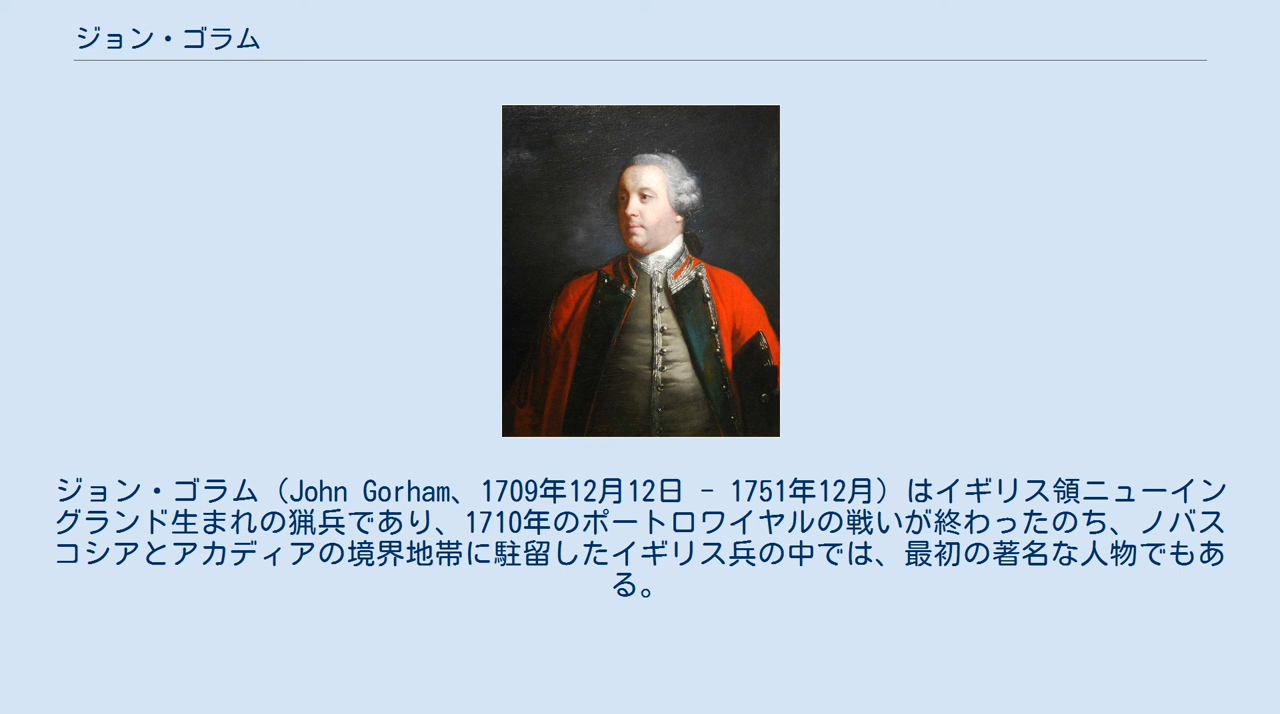 ジョン・ゴラム
ジョン・ゴラム（John Gorham、1709年12月12日 - 1751年12月）はイギリス領ニューイン
グランド生まれの猟兵であり、1710年のポートロワイヤルの戦いが終わったのち、ノバス
コシアとアカディアの境界地帯に駐留したイギリス兵の中では、最初の著名な人物でもあ
る。